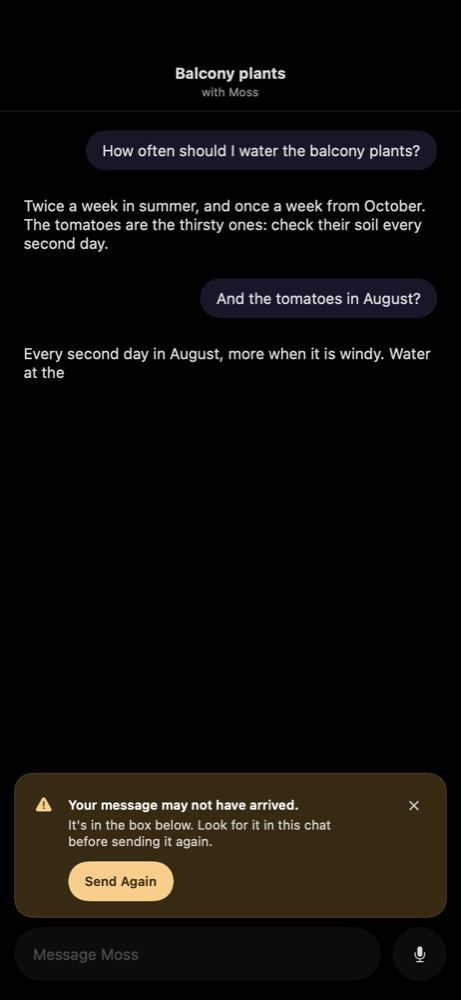 Balcony plants
with Moss
How often should I water the balcony plants?
Twice a week in summer, and once a week from October.
The tomatoes are the thirsty ones: check their soil every
second day.
And the tomatoes in August?
Every second day in August, more when it is windy. Water
at the
Your message may not have arrived.
It's in the box below. Look for it in this chat
before sending it again.
Send Again
Message Moss